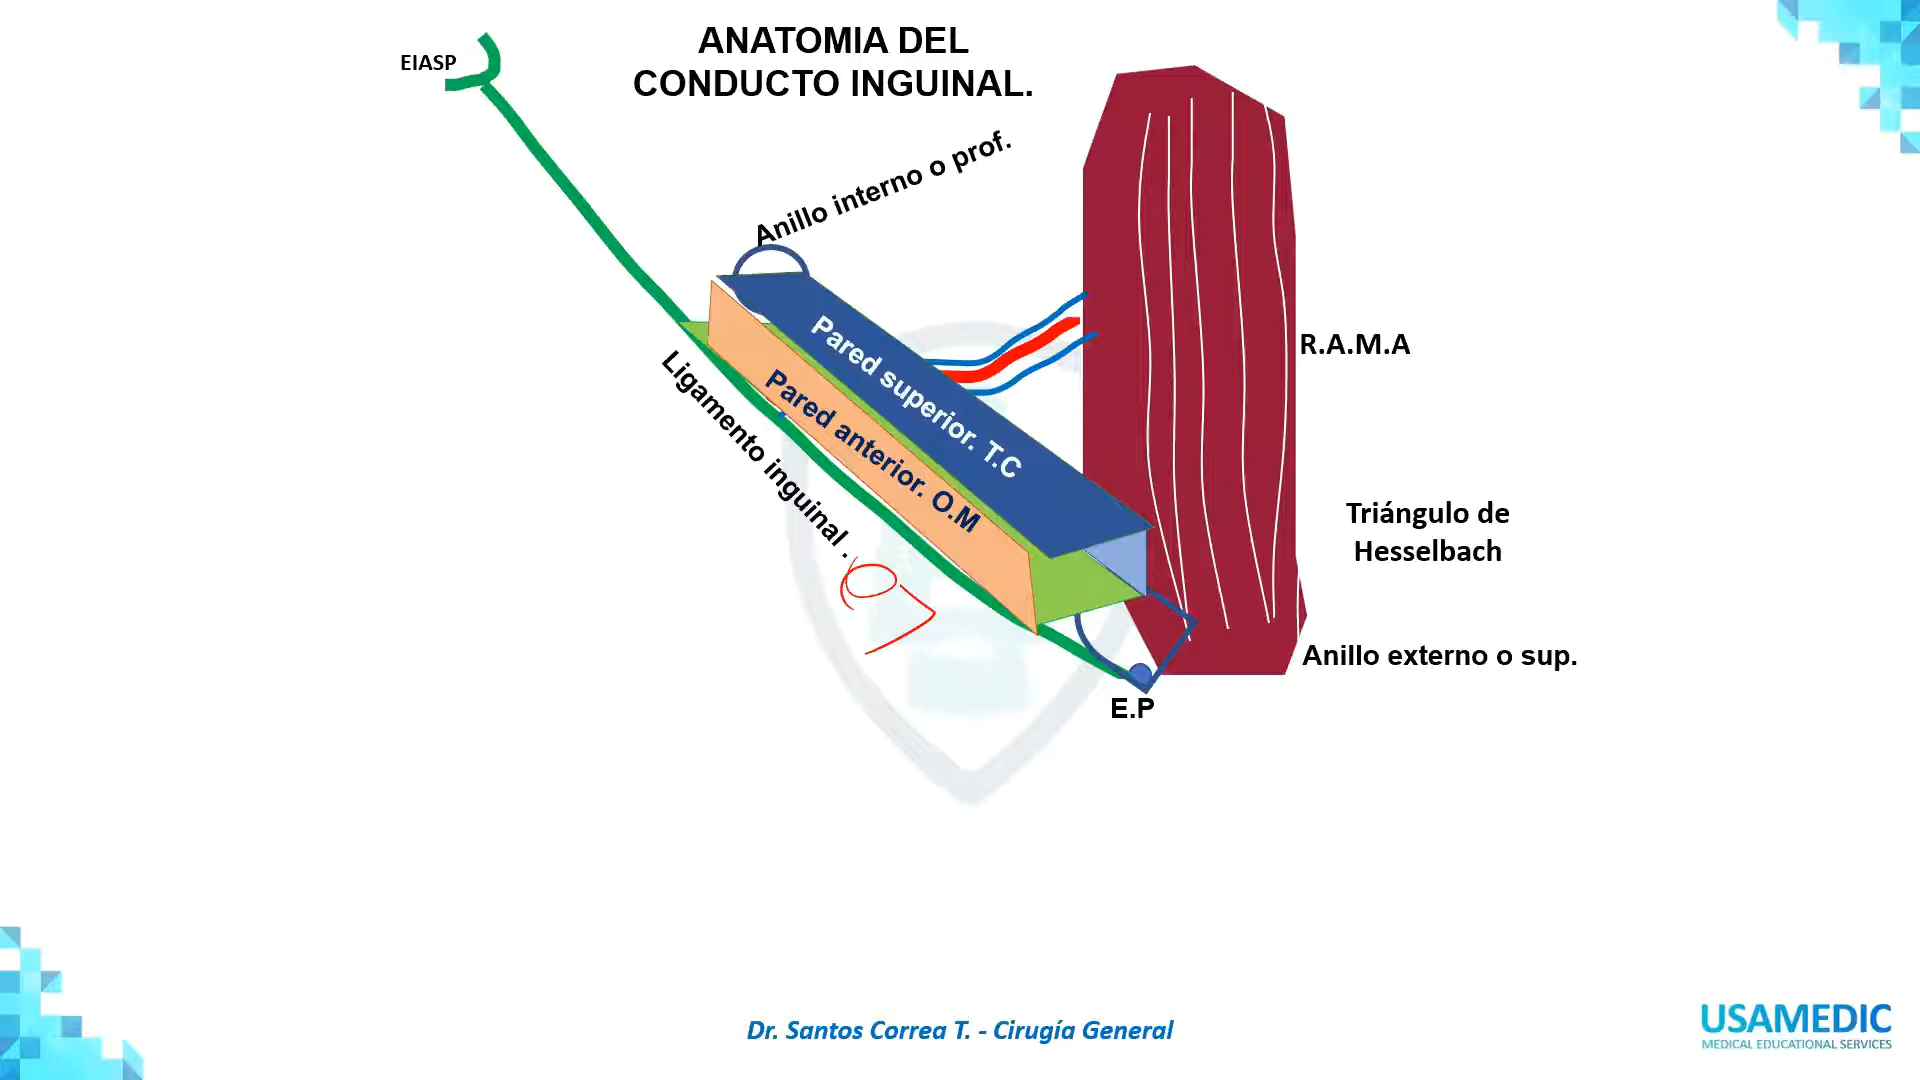 ANATOMIA DEL
CONDUCTO INGUINAL.
EIASP
Anillo interno o prof.
Pared superior. T.C
Pared anterior. O.M
Ligamento inguinal .
R.A.M.A
Triángulo de
Hesselbach
Anillo externo o sup.
E.P
Dr. Santos Correa T. - Cirugía General
USAMEDIC
MEDICAL EDUCATIONAL SERVICES